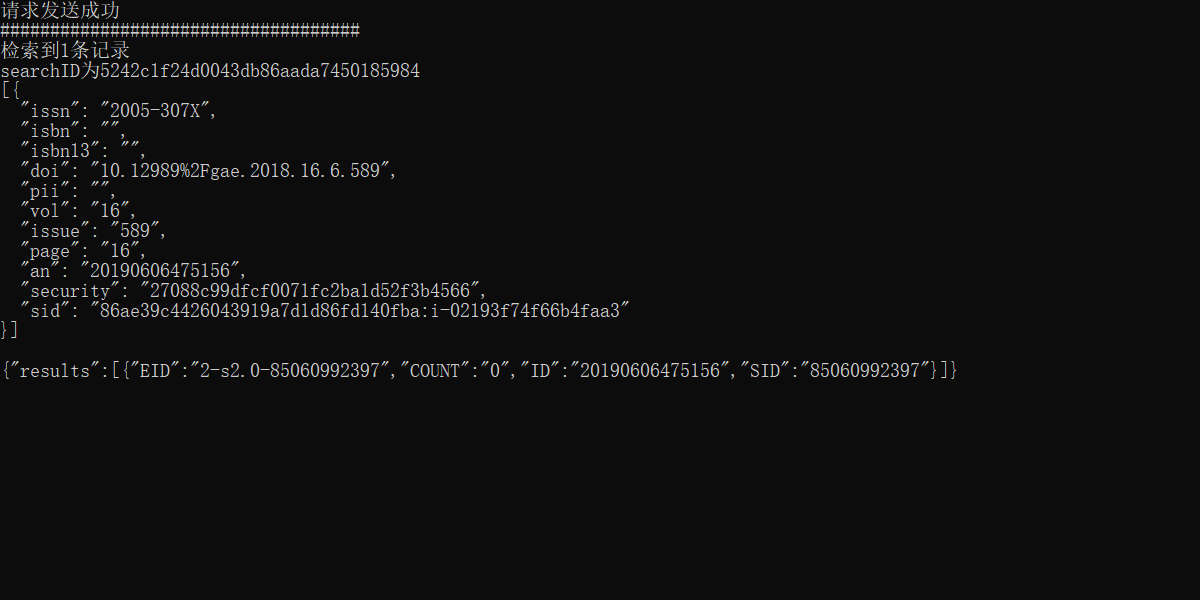 请求发送成功
####################################
检索到1条记录
searchID为5242c1f24d0043db86aada7450185984
[{
  "issn": "2005-307X",
  "isbn": "",
  "isbn13": "",
  "doi": "10.12989%2Fgae.2018.16.6.589",
  "pii": "",
  "vol": "16",
  "issue": "589",
  "page": "16",
  "an": "20190606475156",
  "security": "27088c99dfcf0071fc2ba1d52f3b4566",
  "sid": "86ae39c4426043919a7d1d86fd140fba:i-02193f74f66b4faa3"
}]
{"results":[{"EID":"2-s2.0-85060992397","COUNT":"0","ID":"20190606475156","SID":"85060992397"}]}